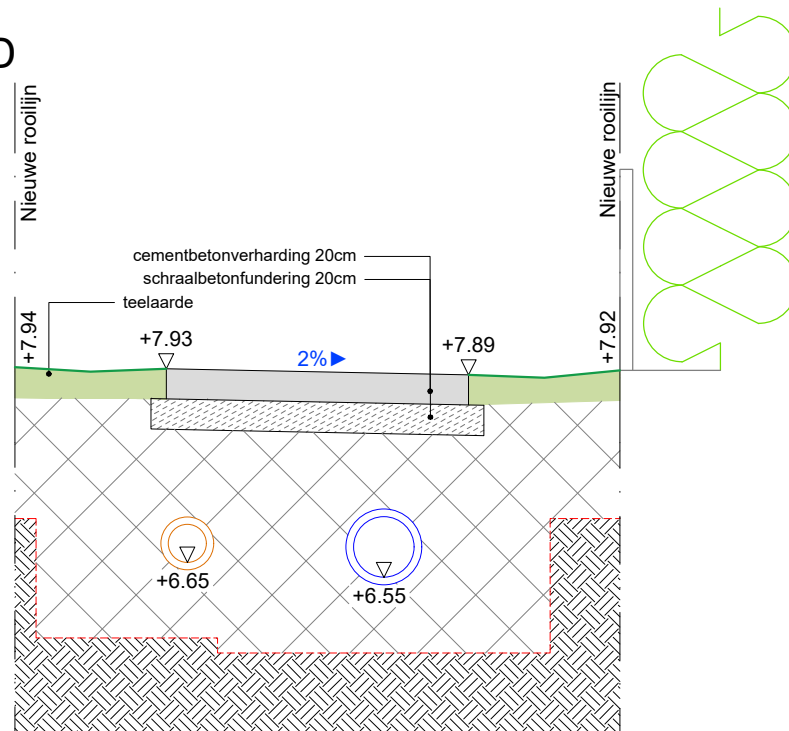 D
Nieuwe rooilijn
Nieuwe rooilijn
cementbetonverharding 20cm
schraalbetonfundering 20cm
teelaarde
+7.94
+7.93
2%
+7.89
+7.92
+6.65
+6.55